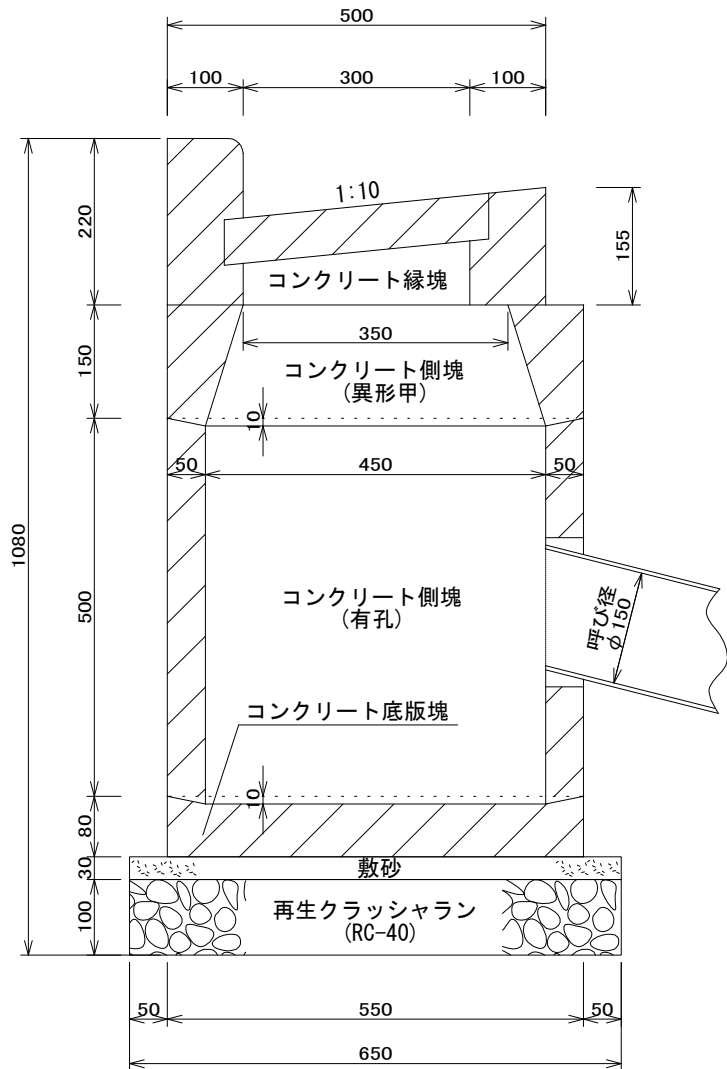 500
100
300
100
220
1:10
155
コンクリート縁塊
150
350
コンクリート側塊
(異形甲)
10
50
450
50
1080
500
コンクリート側塊
(有孔)
呼び径
φ150
コンクリート底版塊
10
80
30
敷砂
100
再生クラッシャラン
(RC-40)
50
550
50
650